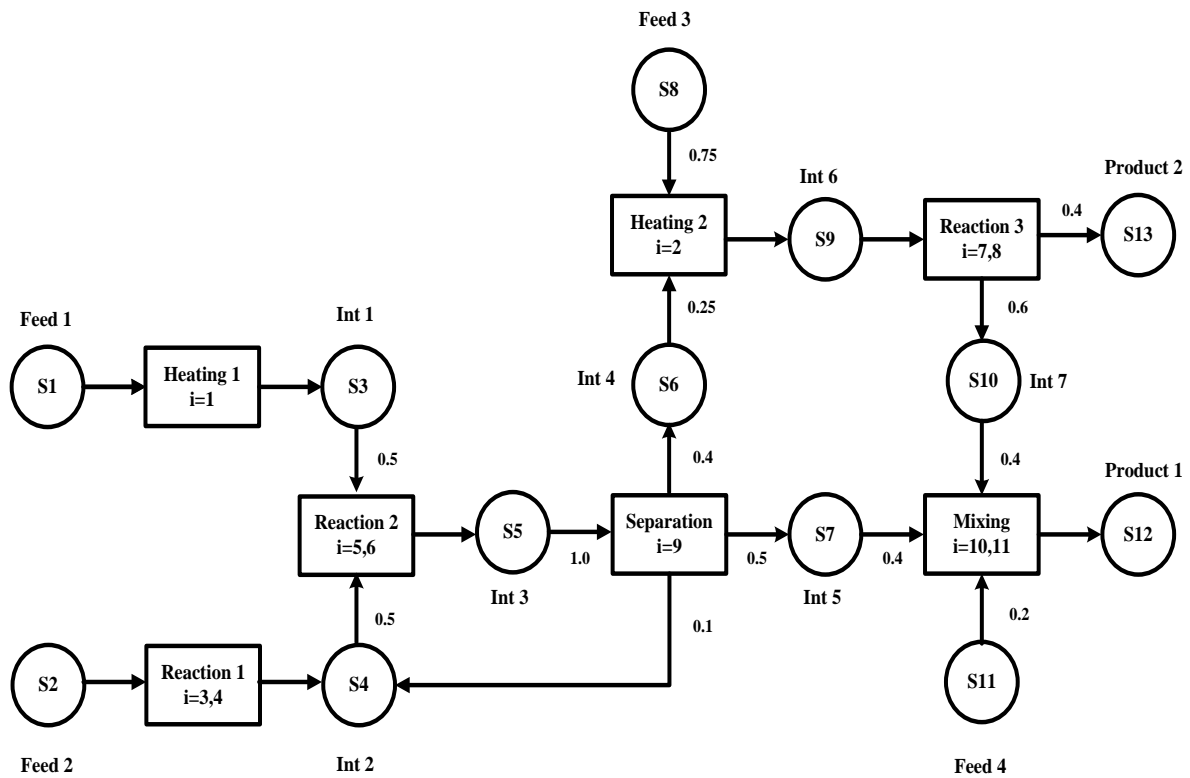 Feed 3
S8
0.75
Int 6
Product 2
Heating 2
i=2
S9
Reaction 3
i=7,8
0.4
S13
0.25
0.6
Feed 1
Int 1
S1
Heating 1
i=1
S3
Int 4
S6
S10
Int 7
0.5
0.4
0.4
Product 1
Reaction 2
i=5,6
S5
1.0
Separation
i=9
0.5
S7
0.4
Mixing
i=10,11
S12
Int 3
Int 5
0.5
0.1
0.2
S2
Reaction 1
i=3,4
S4
S11
Feed 2
Int 2
Feed 4